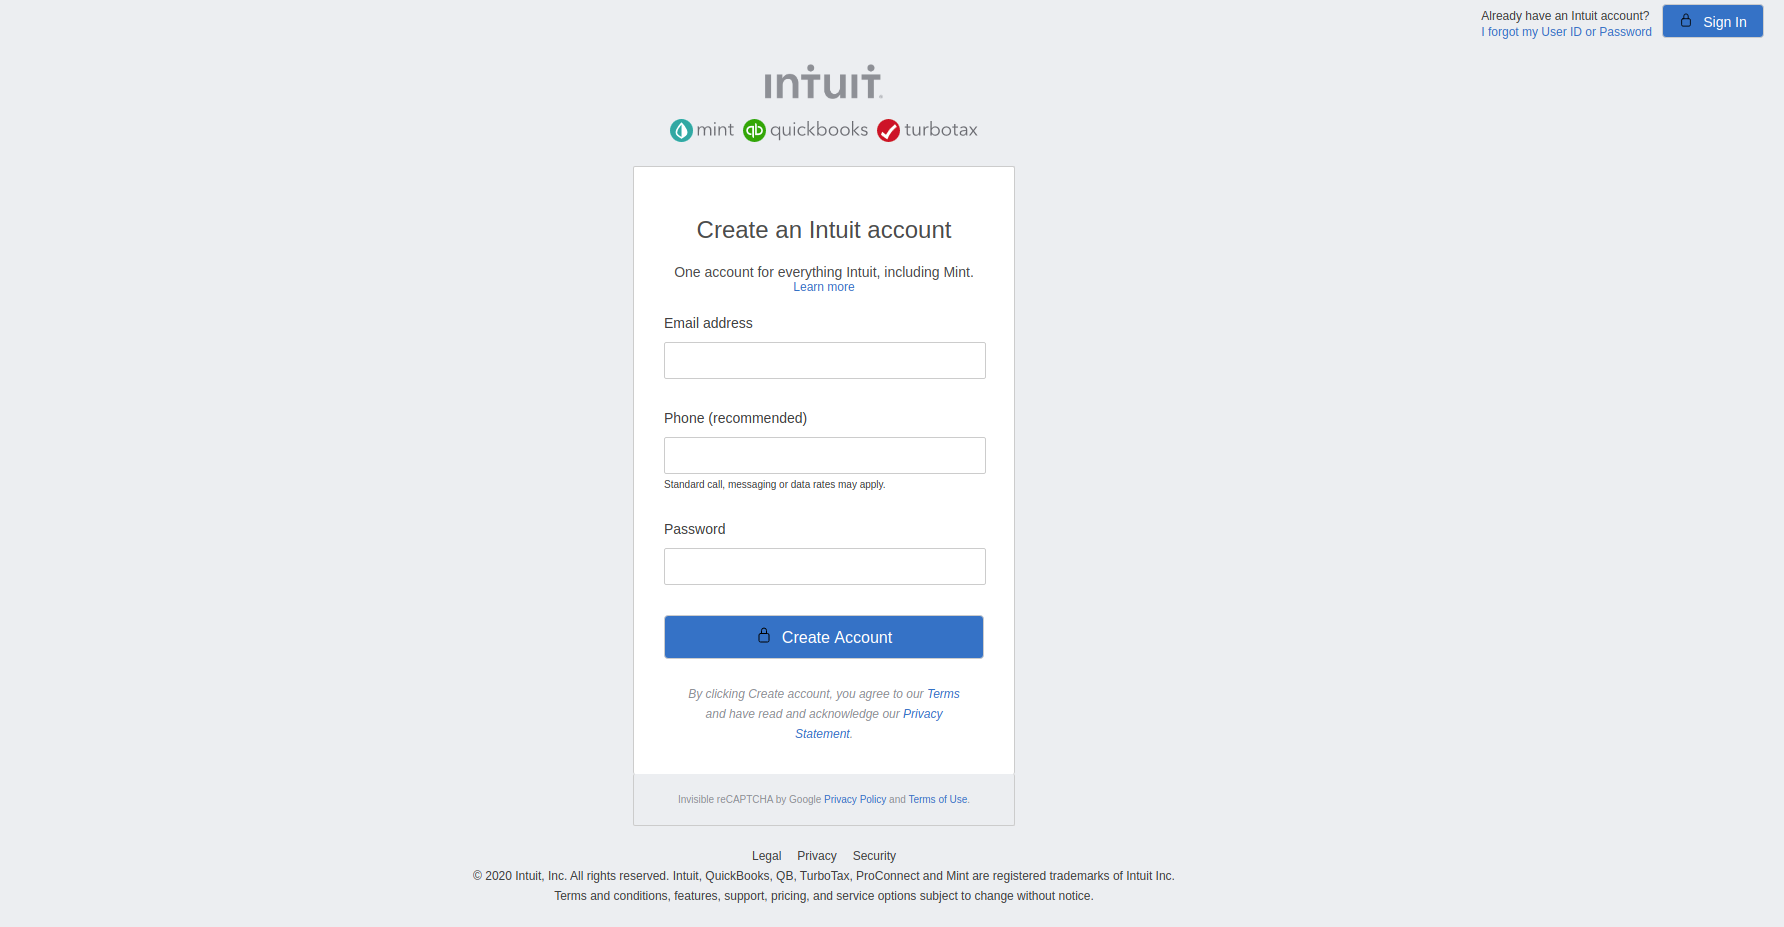 Already have an Intuit account?
I forgot my User ID or Password
Sign In
intuit
mint quickbooks turbotax
Create an Intuit account
One account for everything Intuit, including Mint.
Learn more
Email address
Phone (recommended)
Standard call, messaging or data rates may apply.
Password
Create Account
By clicking Create account, you agree to our Terms
and have read and acknowledge our Privacy
Statement.
Invisible reCAPTCHA by Google Privacy Policy and Terms of Use.
Legal Privacy Security
© 2020 Intuit, Inc. All rights reserved. Intuit, QuickBooks, QB, TurboTax, ProConnect and Mint are registered trademarks of Intuit Inc.
Terms and conditions, features, support, pricing, and service options subject to change without notice.